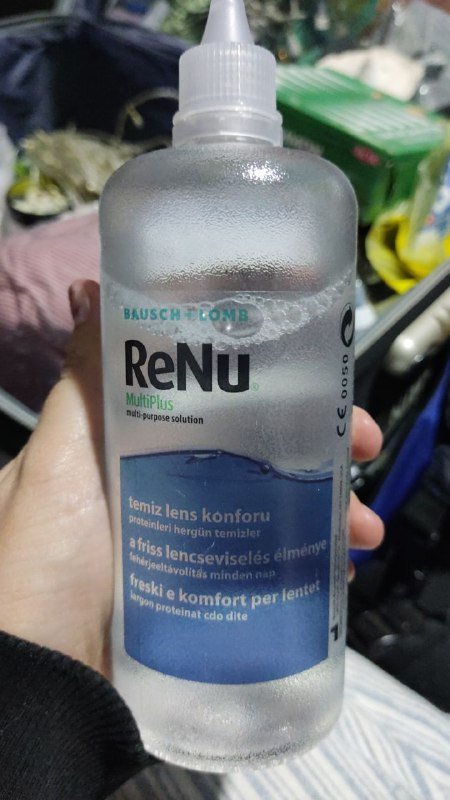 BAUSCH + LOMB
ReNu®
MultiPlus
multi-purpose solution
temiz lens konforu
proteinleri hergün temizler
a friss lencseviselés élménye
fehérjeeltávolítás minden nap
freski e komfort per lentet
largon proteinat cdo dite
CE 0050